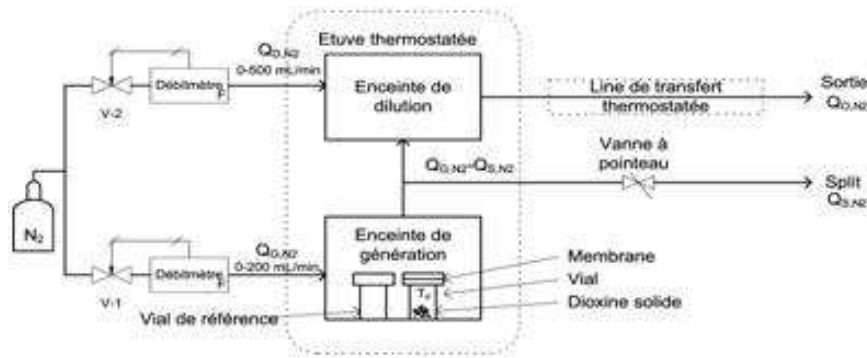 Etuve thermostatée
Q_D,N2
0-500 mL/min
Débitmètre
F
V-2
Enceinte de
dilution
Line de transfert
thermostatée
Sortie
Q_D,N2
Q_G,N2-Q_S,N2
Vanne à
pointeau
Split
Q_S,N2
N2
Q_G,N2
0-200 mL/min
Débitmètre
F
V-1
Enceinte de
génération
Membrane
Vial
Dioxine solide
Vial de référence